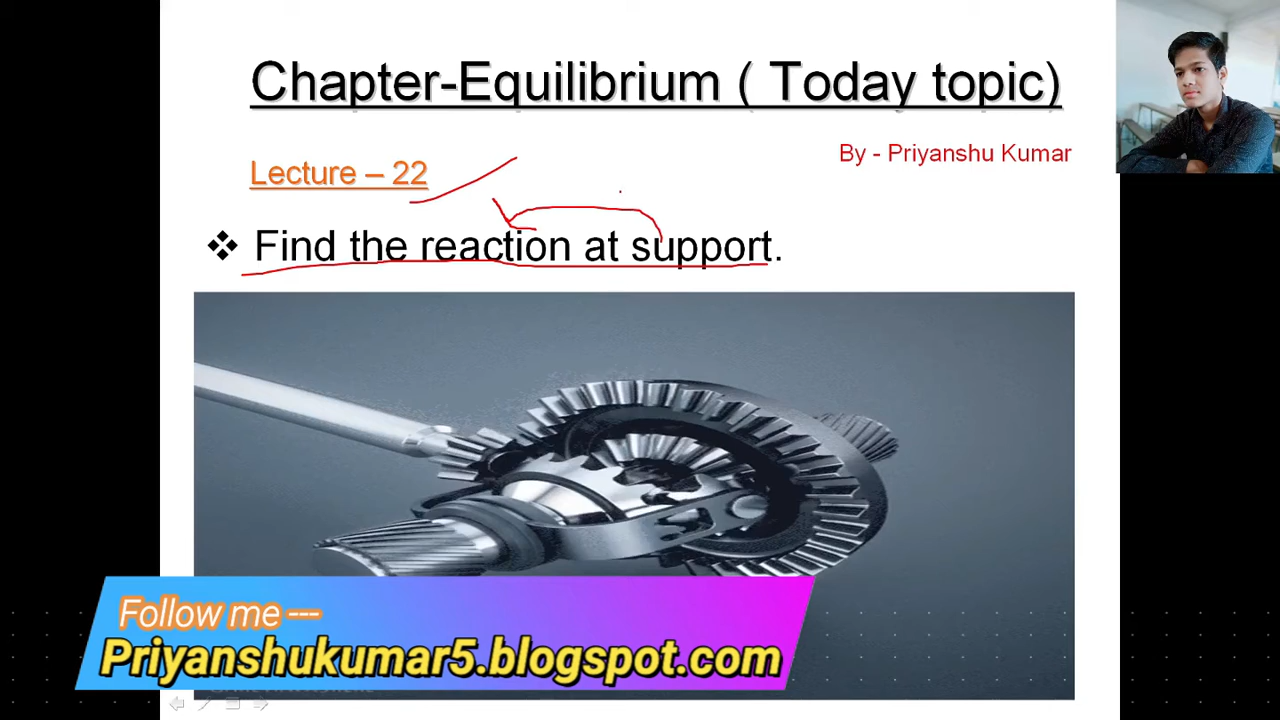 Chapter-Equilibrium ( Today topic)
By - Priyanshu Kumar
Lecture – 22
❖ Find the reaction at support.
Follow me ---
Priyanshukumar5.blogspot.com